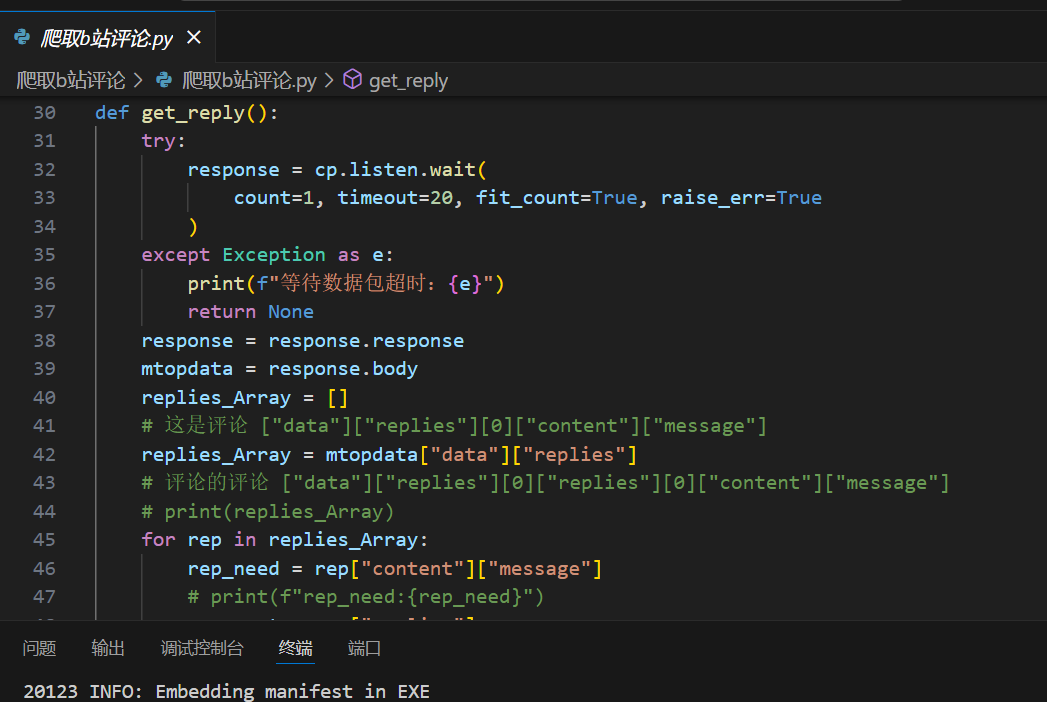 爬取b站评论.py
爬取b站评论 > 爬取b站评论.py > get_reply
30 def get_reply():
31 try:
32 response = cp.listen.wait(
33 count=1, timeout=20, fit_count=True, raise_err=True
34 )
35 except Exception as e:
36 print(f"等待数据包超时：{e}")
37 return None
38 response = response.response
39 mtopdata = response.body
40 replies_Array = []
41 # 这是评论 ["data"]["replies"][0]["content"]["message"]
42 replies_Array = mtopdata["data"]["replies"]
43 # 评论的评论 ["data"]["replies"][0]["replies"][0]["content"]["message"]
44 # print(replies_Array)
45 for rep in replies_Array:
46 rep_need = rep["content"]["message"]
47 # print(f"rep_need:{rep_need}")
问题 输出 调试控制台 终端 端口
20123 INFO: Embedding manifest in EXE